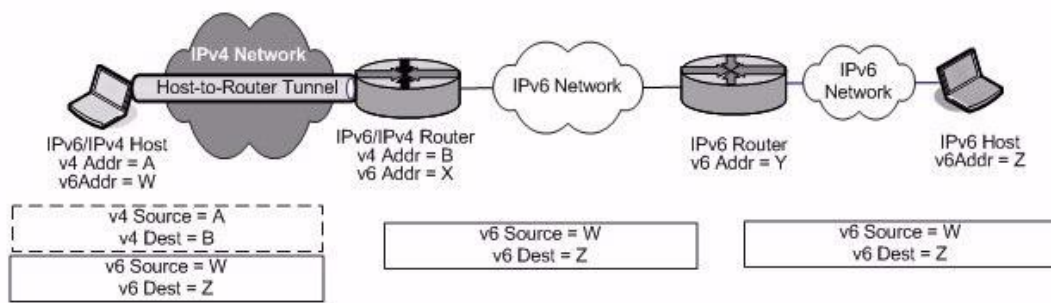 IPv4 Network
Host-to-Router Tunnel
IPv6 Network
IPv6
Network
IPv6/IPv4 Host
v4 Addr = A
v6Addr = W
IPv6/IPv4 Router
v4 Addr = B
v6 Addr = X
IPv6 Router
v6 Addr = Y
IPv6 Host
v6Addr = Z
v4 Source = A
v4 Dest = B
v6 Source = W
v6 Dest = Z
v6 Source = W
v6 Dest = Z
v6 Source = W
v6 Dest = Z